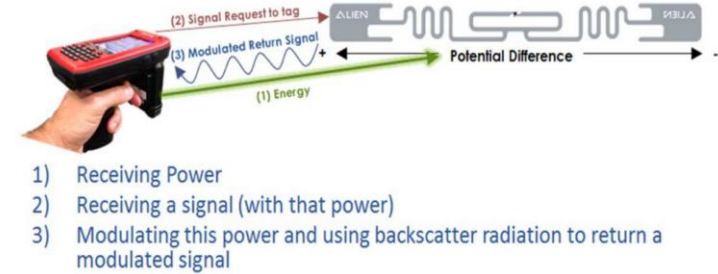 (2) Signal Request to tag
ALIEN
ALIEN
(3) Modulated Return Signal
+
Potential Difference
-
(1) Energy
1) Receiving Power
2) Receiving a signal (with that power)
3) Modulating this power and using backscatter radiation to return a
modulated signal